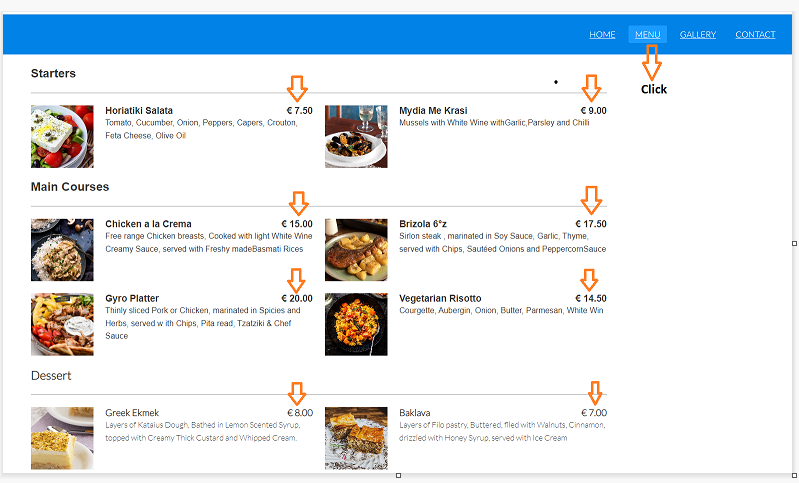 HOME MENU GALLERY CONTACT
Click
Starters
Horiatiki Salata € 7.50
Tomato, Cucumber, Onion, Peppers, Capers, Crouton,
Feta Cheese, Olive Oil
Mydia Me Krasi € 9.00
Mussels with White Wine withGarlic,Parsley and Chilli
Main Courses
Chicken a la Crema € 15.00
Free range Chicken breasts, Cooked with light White Wine
Creamy Sauce, served with Freshy madeBasmati Rices
Brizola 6°z € 17.50
Sirlon steak , marinated in Soy Sauce, Garlic, Thyme,
served with Chips, Sautéed Onions and PeppercornSauce
Gyro Platter € 20.00
Thinly sliced Pork or Chicken, marinated in Spices and
Herbs, served w ith Chips, Pita read, Tzatziki & Chef
Sauce
Vegetarian Risotto € 14.50
Courgette, Aubergin, Onion, Butter, Parmesan, White Win
Dessert
Greek Ekmek € 8.00
Layers of Kataius Dough, Bathed in Lemon Scented Syrup,
topped with Creamy Thick Custard and Whipped Cream,
Baklava € 7.00
Layers of Filo pastry, Buttered, flled with Walnuts, Cinnamon,
drizzled with Honey Syrup, served with Ice Cream